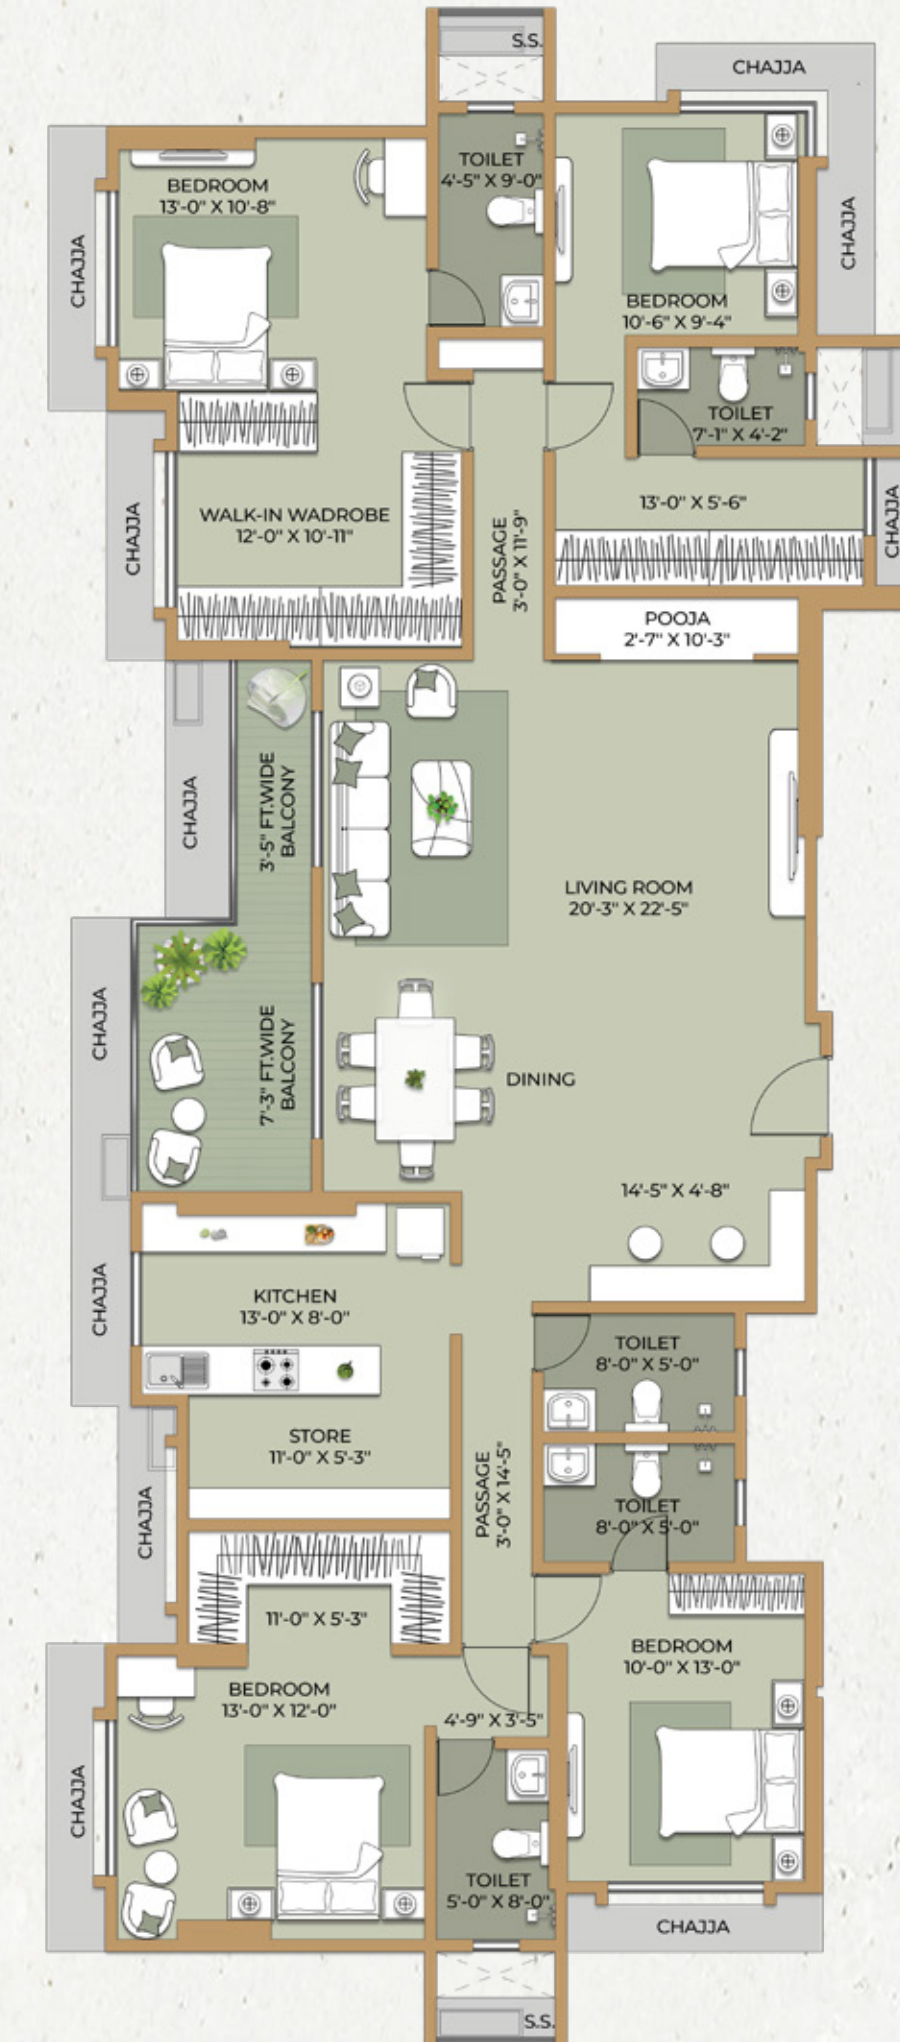 S.S.
CHAJJA
TOILET
4'-5" X 9'-0"
BEDROOM
13'-0" X 10'-8"
CHAJJA
CHAJJA
BEDROOM
10'-6" X 9'-4"
TOILET
7'-1" X 4'-2"
13'-0" X 5'-6"
CHAJJA
CHAJJA
WALK-IN WADROBE
12'-0" X 10'-11"
PASSAGE
3'-0" X 11'-9"
POOJA
2'-7" X 10'-3"
CHAJJA
3'-5" FT.WIDE
BALCONY
LIVING ROOM
20'-3" X 22'-5"
CHAJJA
7'-3" FT.WIDE
BALCONY
DINING
14'-5" X 4'-8"
CHAJJA
KITCHEN
13'-0" X 8'-0"
TOILET
8'-0" X 5'-0"
STORE
11'-0" X 5'-3"
PASSAGE
3'-0" X 14'-5"
TOILET
8'-0" X 5'-0"
CHAJJA
11'-0" X 5'-3"
BEDROOM
10'-0" X 13'-0"
BEDROOM
13'-0" X 12'-0"
4'-9" X 3'-5"
CHAJJA
TOILET
5'-0" X 8'-0"
CHAJJA
S.S.